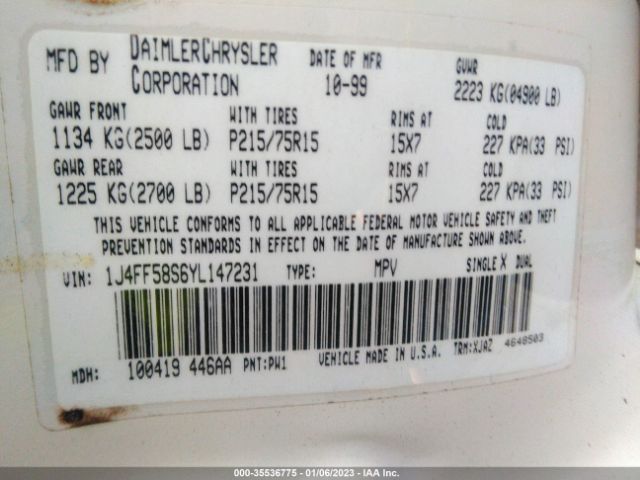 MFD BY DAIMLERCHRYSLER CORPORATION DATE OF MFR 10-99 GVWR 2223 KG(04900 LB)
GAWR FRONT WITH TIRES RIMS AT COLD
1134 KG(2500 LB) P215/75R15 15X7 227 KPA(33 PSI)
GAWR REAR WITH TIRES RIMS AT COLD
1225 KG(2700 LB) P215/75R15 15X7 227 KPA(33 PSI)
THIS VEHICLE CONFORMS TO ALL APPLICABLE FEDERAL MOTOR VEHICLE SAFETY AND THEFT
PREVENTION STANDARDS IN EFFECT ON THE DATE OF MANUFACTURE SHOWN ABOVE.
VIN: 1J4FF58S6YL147231 TYPE: MPV SINGLE X DUAL
MDH: 100419 446AA PNT:PW1 VEHICLE MADE IN U.S.A. TRM:XJAZ 4648503
000-35536775 | 01/06/2023 | IAA Inc.